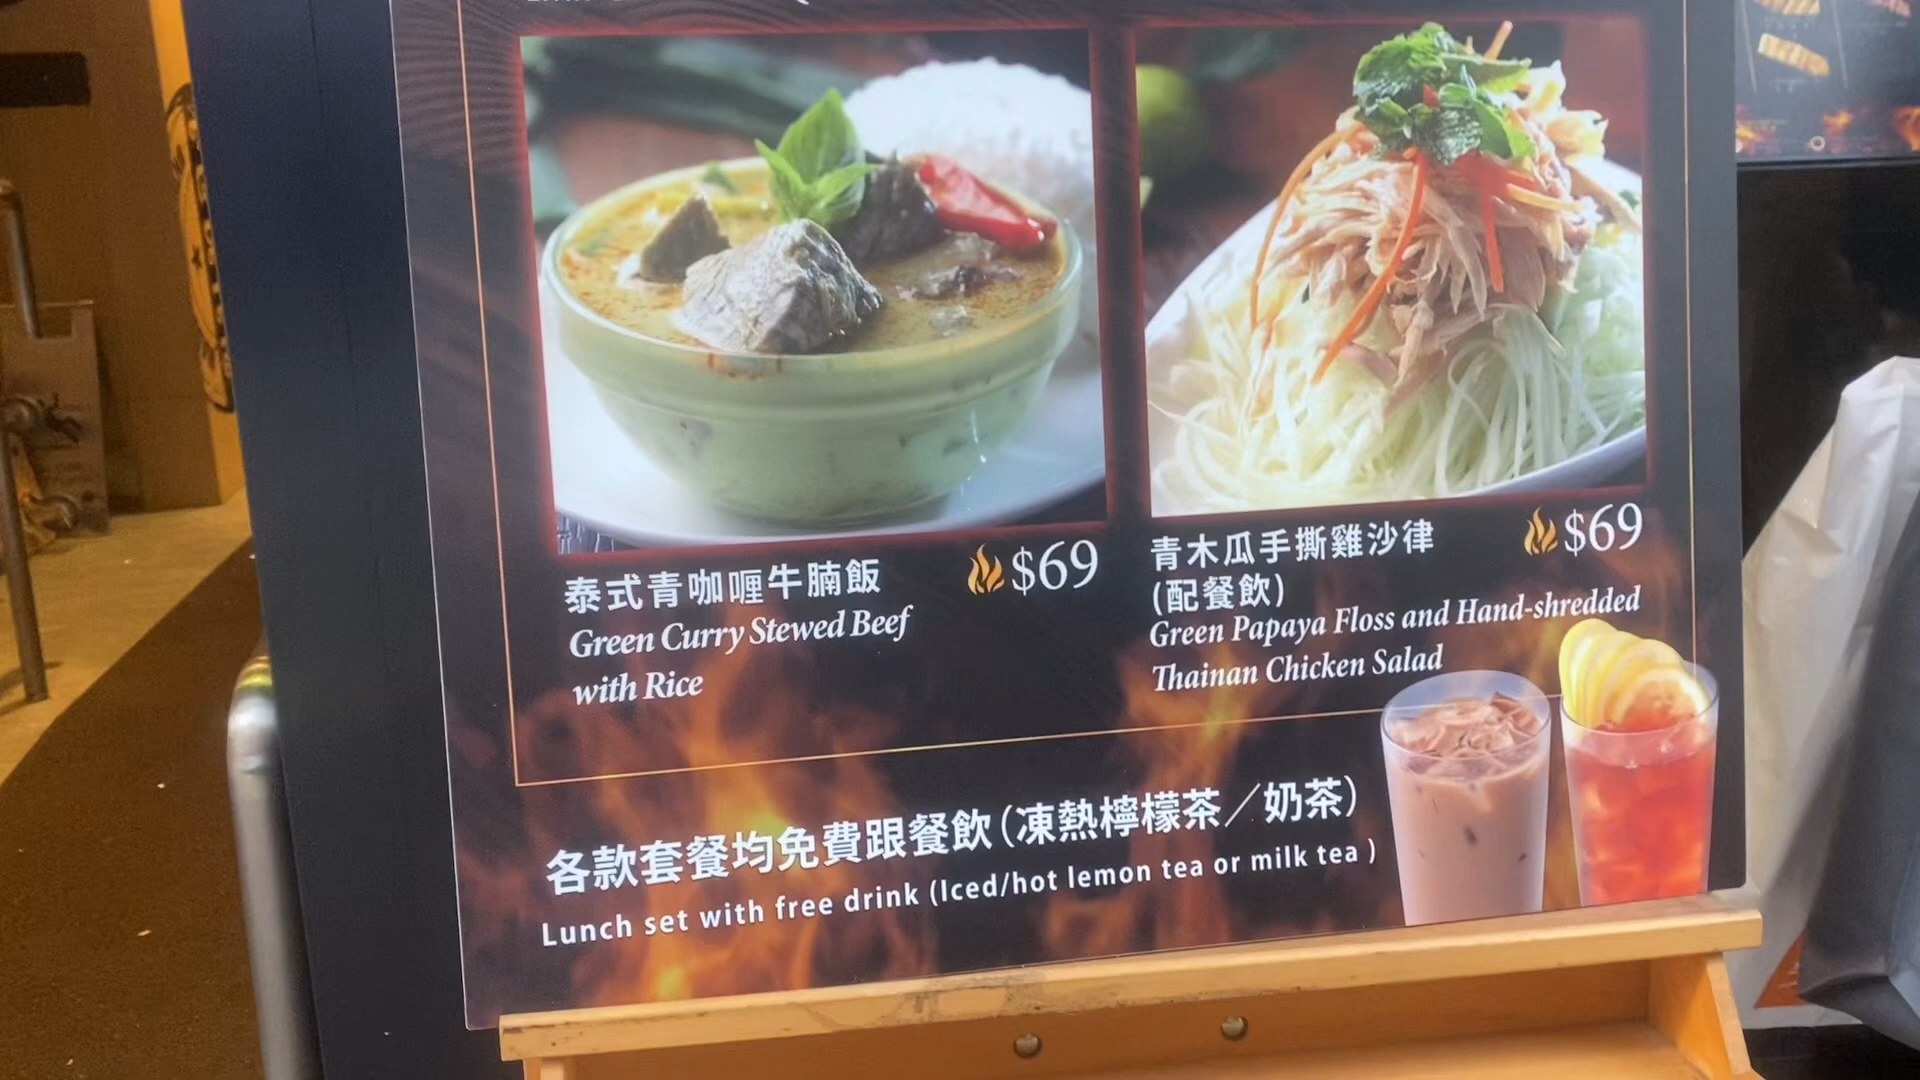 泰式青咖喱牛腩飯
$69
Green Curry Stewed Beef
with Rice
青木瓜手撕雞沙律
$69
(配餐飲)
Green Papaya Floss and Hand-shredded
Thainan Chicken Salad
各款套餐均免費跟餐飲(凍熱檸檬茶/奶茶)
Lunch set with free drink (Iced/hot lemon tea or milk tea )